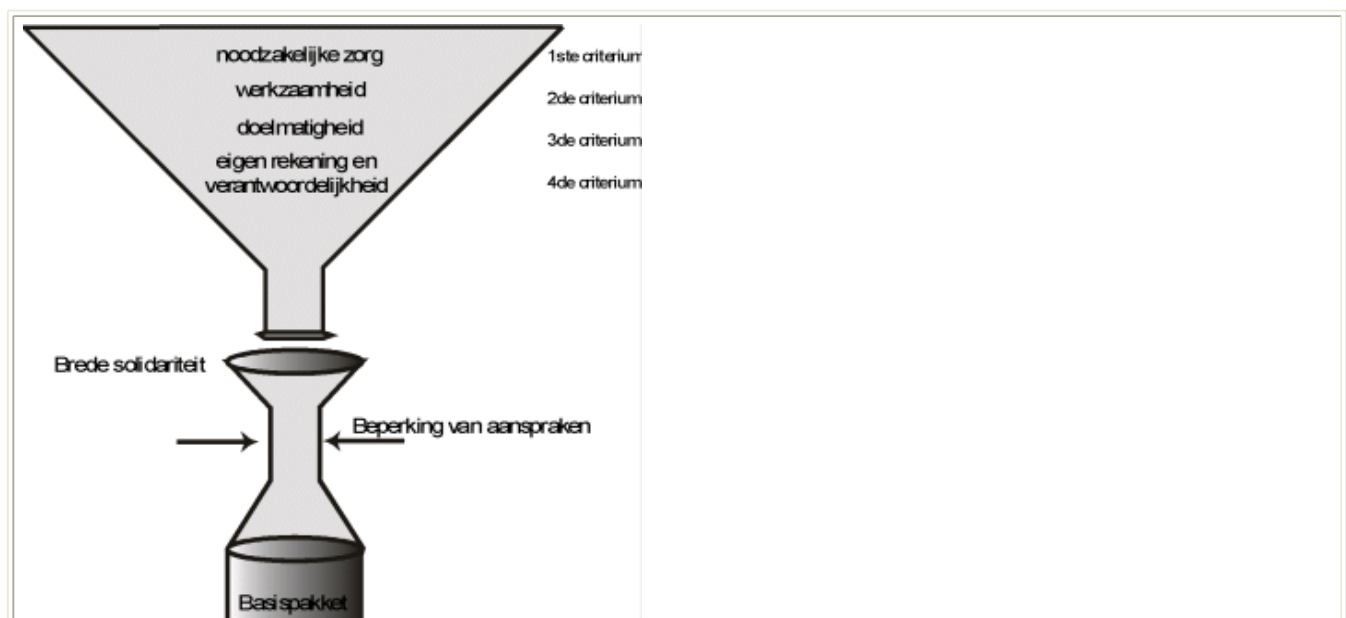 noodzakelijke zorg
1ste criterium
werkzaamheid
2de criterium
doelmatigheid
3de criterium
eigen rekening en
verantwoordelijkheid
4de criterium
Brede solidariteit
Beperking van aanspraken
Basispakket